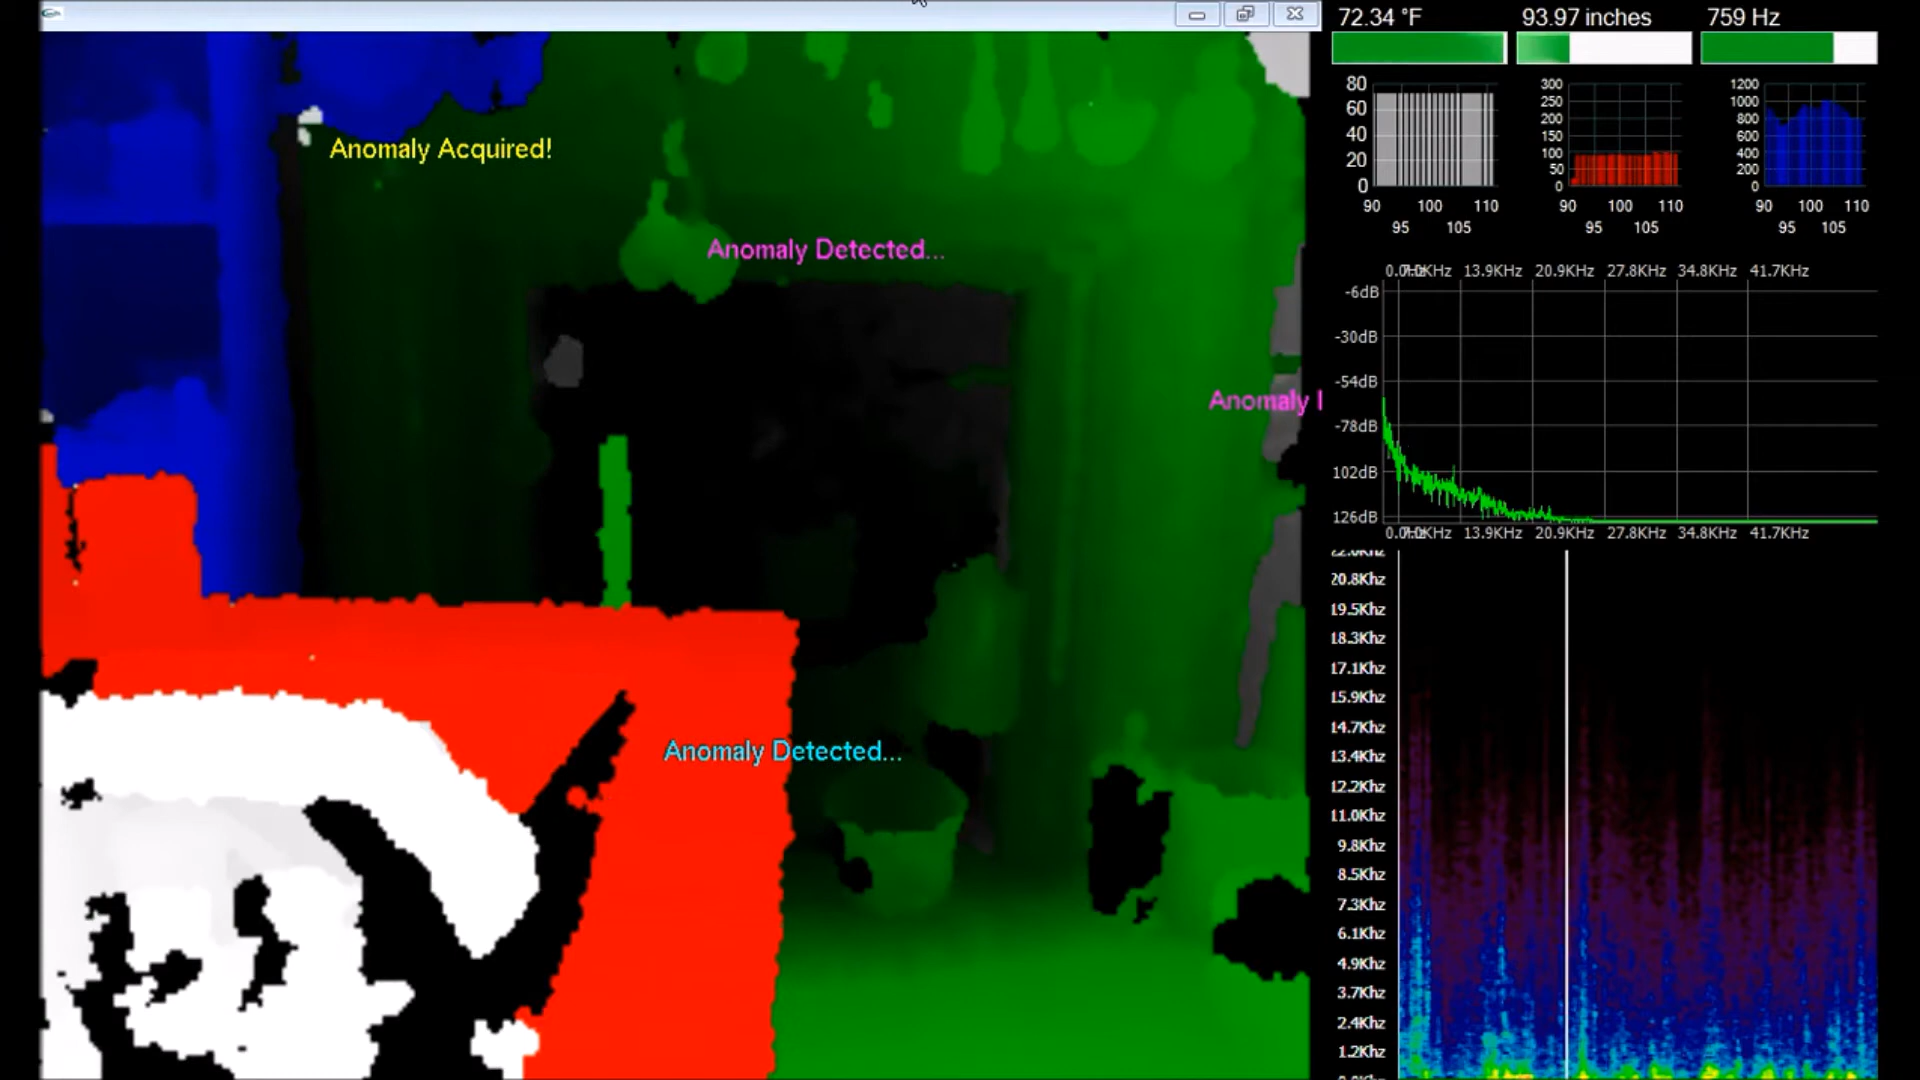 72.34 °F 93.97 inches 759 Hz
Anomaly Acquired!
Anomaly Detected...
Anomaly
Anomaly Detected...
80
60
40
20
0
90 100 110
95 105
300
250
200
150
100
50
0
90 100 110
95 105
1200
1000
800
600
400
200
0
90 100 110
95 105
13.9KHz 20.9KHz 27.8KHz 34.8KHz 41.7KHz
-6dB
-30dB
-54dB
-78dB
102dB
126dB
13.9KHz 20.9KHz 27.8KHz 34.8KHz 41.7KHz
20.8Khz
19.5Khz
18.3Khz
17.1Khz
15.9Khz
14.7Khz
13.4Khz
12.2Khz
11.0Khz
9.8Khz
8.5Khz
7.3Khz
6.1Khz
4.9Khz
3.7Khz
2.4Khz
1.2Khz